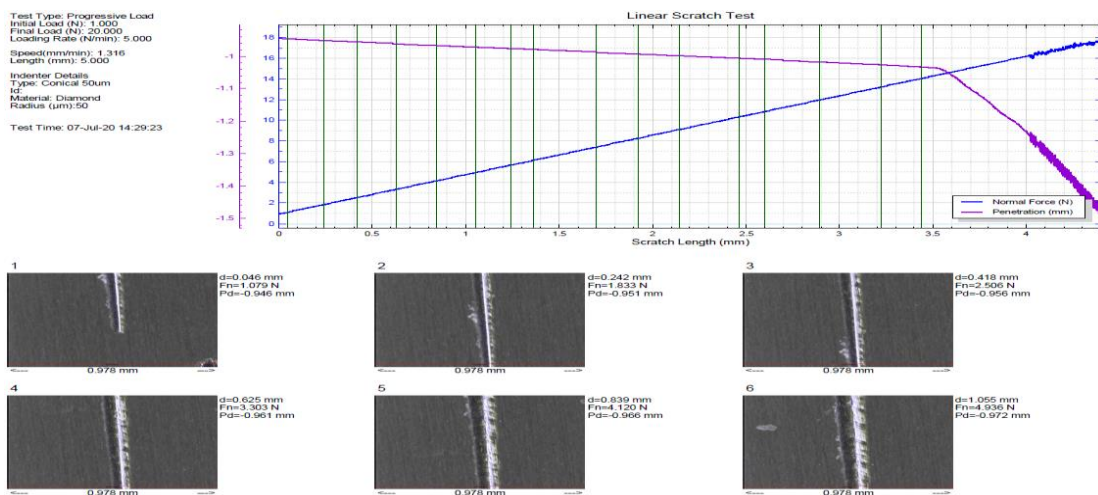 Test Type: Progressive Load
Initial Load (N): 1.000
Final Load (N): 20.000
Loading Rate (N/min): 5.000
Speed(mm/min): 1.316
Length (mm): 5.000
Indenter Details
Type: Conical 50um
Id:
Material: Diamond
Radius (µm):50
Test Time: 07-Jul-20 14:29:23
Linear Scratch Test
-1
-1
-1.1
-1.2
-1.3
-1.4
-1.5
18
16
14
12
10
8
6
4
2
0
0 0.5 1 1.5 2 2.5 3 3.5 4
Scratch Length (mm)
Normal Force (N)
Penetration (mm)
1
d=0.046 mm
Fn=1.079 N
Pd=-0.946 mm
<--- 0.978 mm --->
2
d=0.242 mm
Fn=1.833 N
Pd=-0.951 mm
<--- 0.978 mm --->
3
d=0.418 mm
Fn=2.506 N
Pd=-0.956 mm
<--- 0.978 mm --->
4
d=0.625 mm
Fn=3.303 N
Pd=-0.961 mm
<--- 0.978 mm --->
5
d=0.839 mm
Fn=4.120 N
Pd=-0.966 mm
<--- 0.978 mm --->
6
d=1.055 mm
Fn=4.936 N
Pd=-0.972 mm
<--- 0.978 mm --->